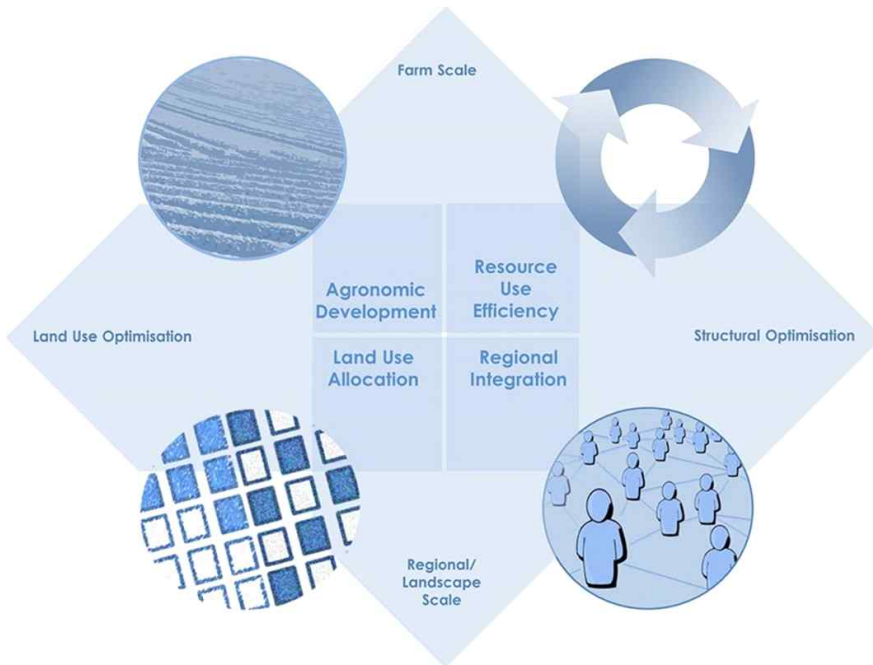 Farm Scale
Agronomic
Development
Resource
Use
Efficiency
Land Use Optimisation
Structural Optimisation
Land Use
Allocation
Regional
Integration
Regional/
Landscape
Scale